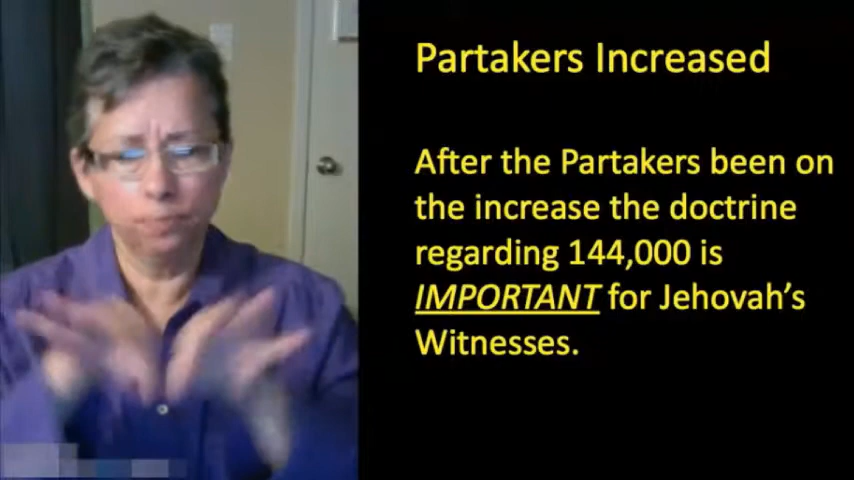 Partakers Increased
After the Partakers been on
the increase the doctrine
regarding 144,000 is
IMPORTANT for Jehovah's
Witnesses.